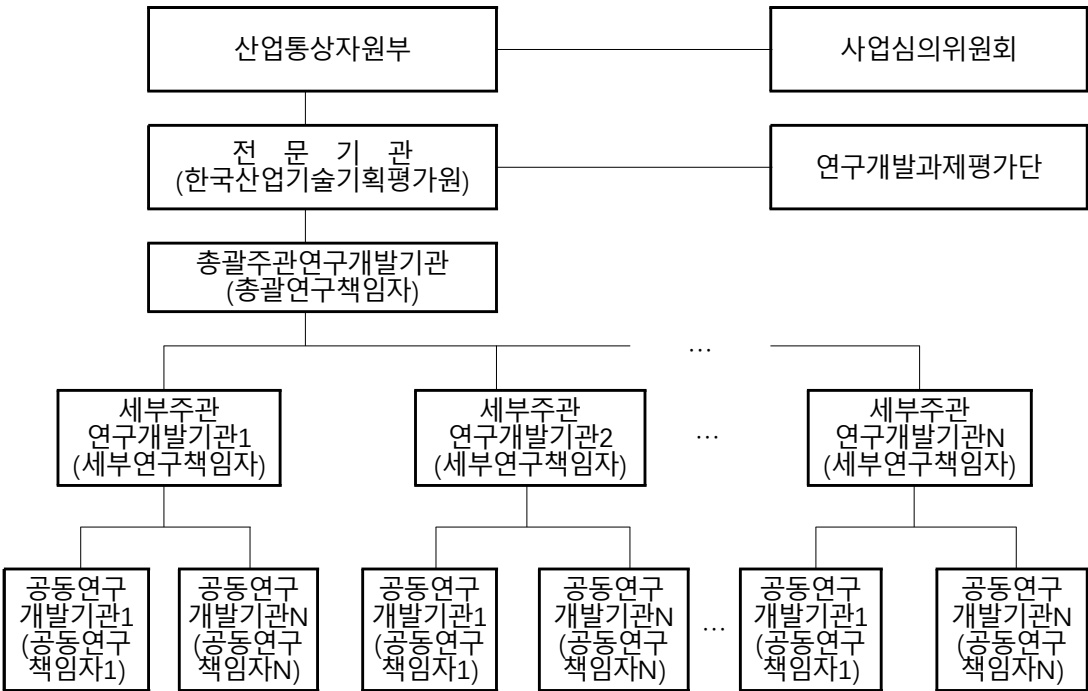 산업통상자원부
사업심의위원회
전 문 기 관
(한국산업기술기획평가원)
연구개발과제평가단
총괄주관연구개발기관
(총괄연구책임자)
…
세부주관
연구개발기관1
(세부연구책임자)
세부주관
연구개발기관2
(세부연구책임자)
…
세부주관
연구개발기관N
(세부연구책임자)
공동연구
개발기관1
(공동연구
책임자1)
공동연구
개발기관N
(공동연구
책임자N)
공동연구
개발기관1
(공동연구
책임자1)
공동연구
개발기관N
(공동연구
책임자N)
…
공동연구
개발기관1
(공동연구
책임자1)
공동연구
개발기관N
(공동연구
책임자N)